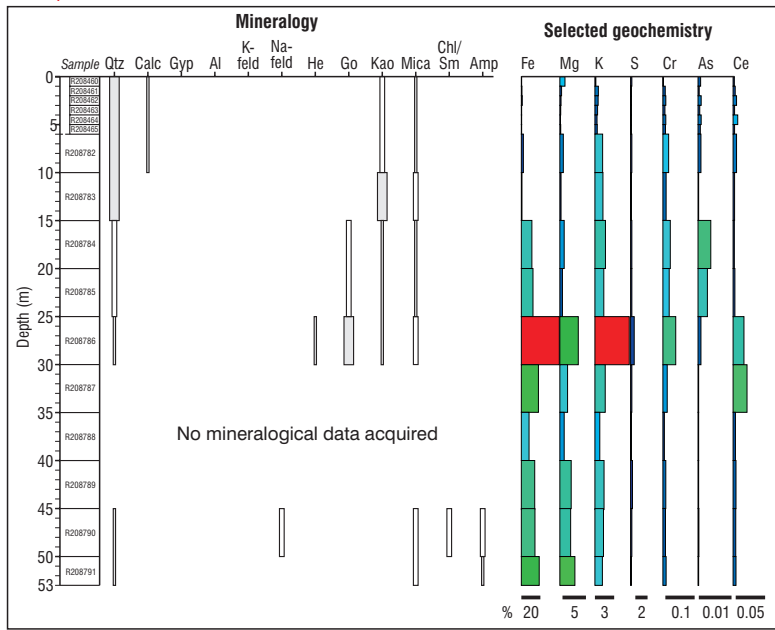 Mineralogy
Selected geochemistry
Sample Qtz Calc Gyp Al K-feld Na-feld He Go Kao Mica Chl/Sm Amp Fe Mg K S Cr As Ce
0
R208460
R208461
R208462
R208463
R208464
5
R208465
R208782
10
R208783
15
R208784
20
R208785
25
R208786
30
R208787
35
R208788
No mineralogical data acquired
40
R208789
45
R208790
50
R208791
53
Depth (m)
% 20 5 3 2 0.1 0.01 0.05